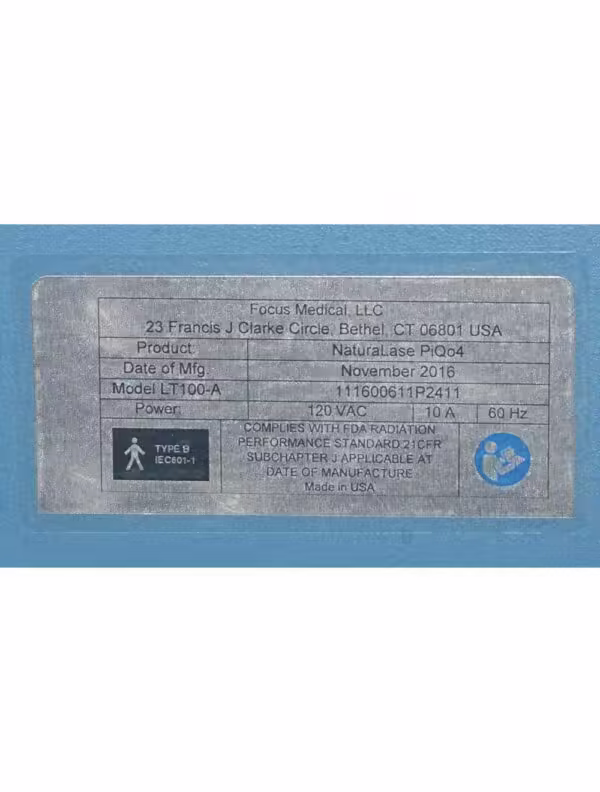 Focus Medical, LLC
23 Francis J Clarke Circle, Bethel, CT 06801 USA
Product: NaturaLase PiQo4
Date of Mfg. November 2016
Model LT100-A 111600611P2411
Power: 120 VAC 10 A 60 Hz
TYPE B
IEC601-1
COMPLIES WITH FDA RADIATION
PERFORMANCE STANDARD 21CFR
SUBCHAPTER J APPLICABLE AT
DATE OF MANUFACTURE
Made in USA